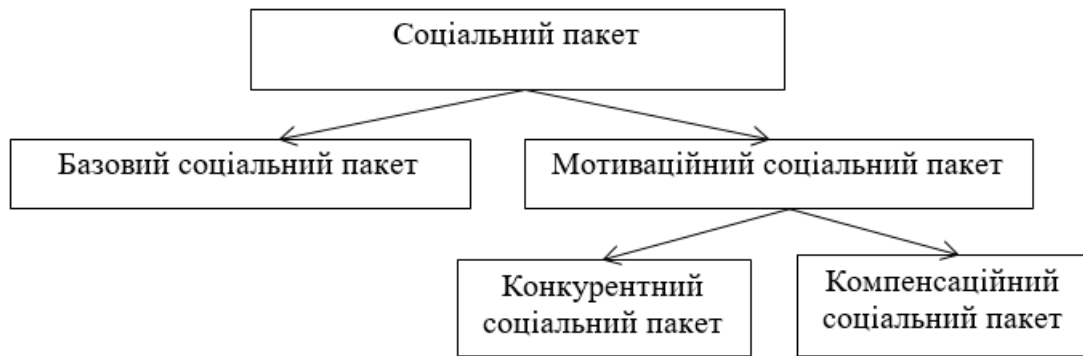 Соціальний пакет
Базовий соціальний пакет
Мотиваційний соціальний пакет
Конкурентний
соціальний пакет
Компенсаційний
соціальний пакет